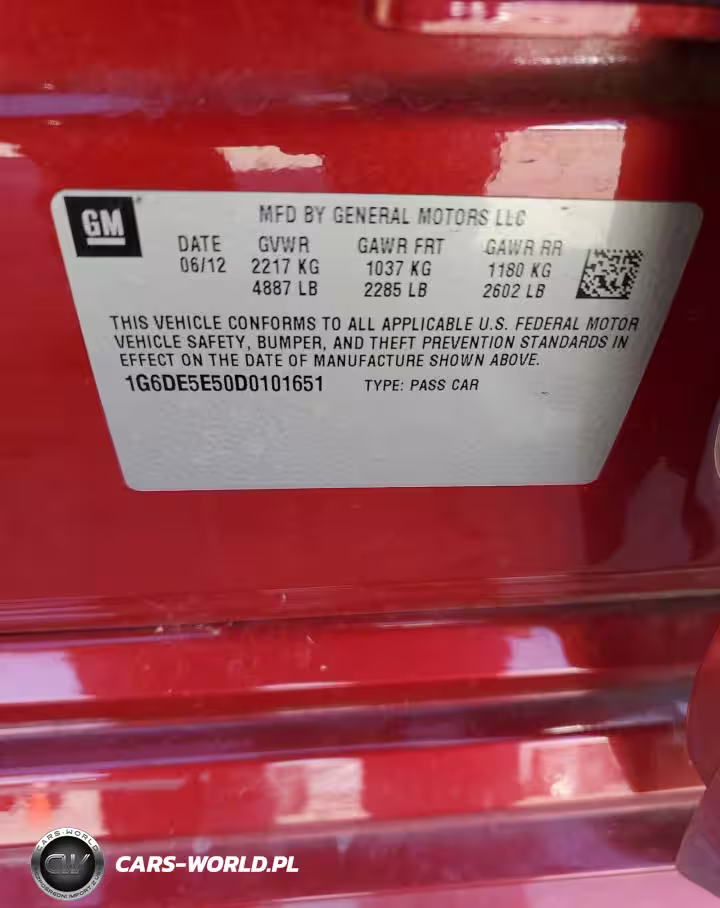 GM
MFD BY GENERAL MOTORS LLC
DATE GVWR GAWR FRT GAWR RR
06/12 2217 KG 1037 KG 1180 KG
4887 LB 2285 LB 2602 LB
THIS VEHICLE CONFORMS TO ALL APPLICABLE U.S. FEDERAL MOTOR
VEHICLE SAFETY, BUMPER, AND THEFT PREVENTION STANDARDS IN
EFFECT ON THE DATE OF MANUFACTURE SHOWN ABOVE.
1G6DE5E50D0101651 TYPE: PASS CAR
CARS-WORLD
CW
CARS-WORLD.PL